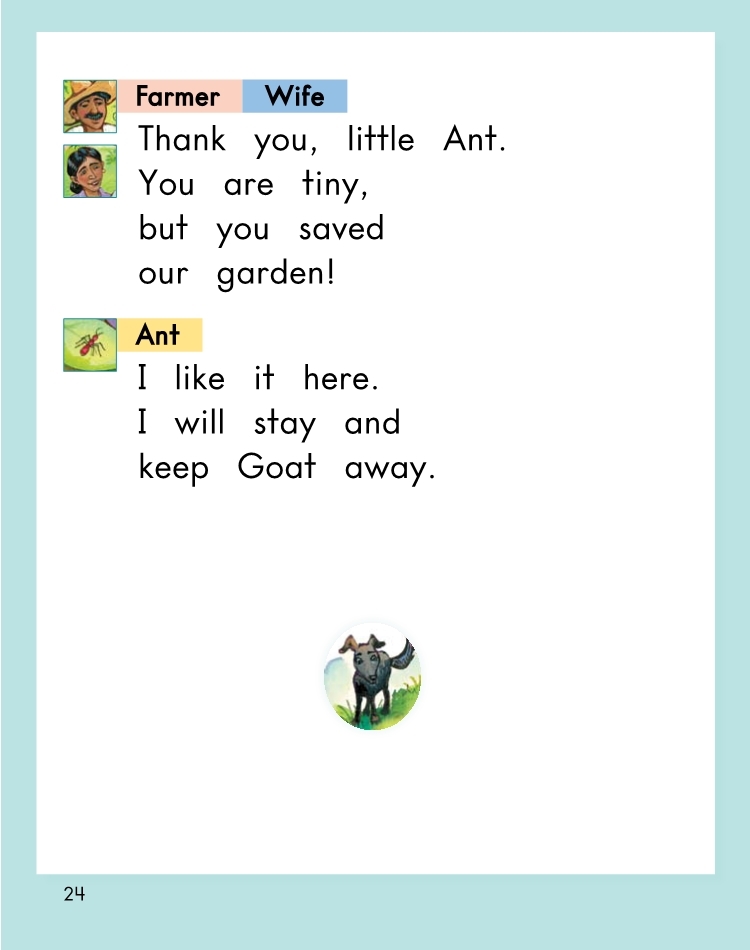 Farmer Wife
Thank you, little Ant.
You are tiny,
but you saved
our garden!
Ant
I like it here.
I will stay and
keep Goat away.
24